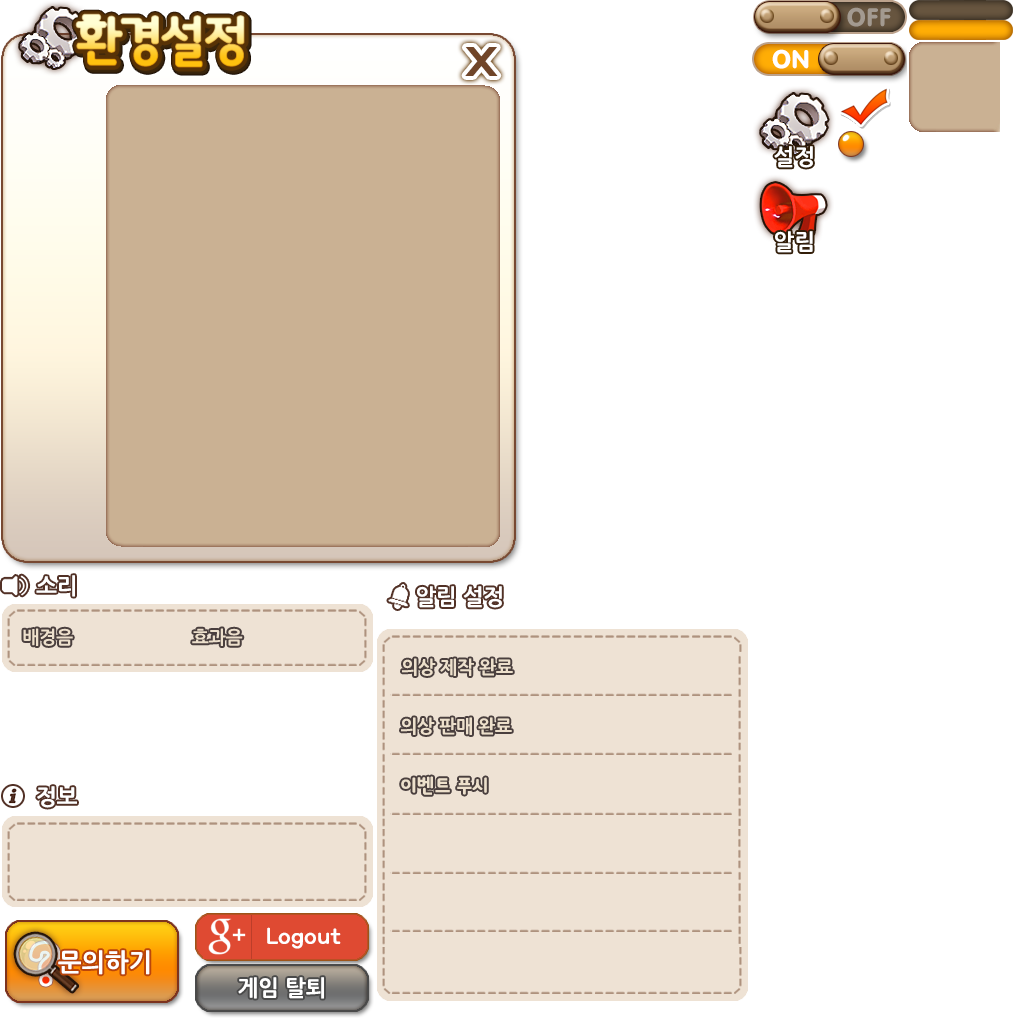 환경설정
X
OFF
ON
설정
알림
소리
배경음 효과음
알림 설정
의상 제작 완료
의상 판매 완료
이벤트 푸시
정보
문의하기
g+ Logout
게임 탈퇴